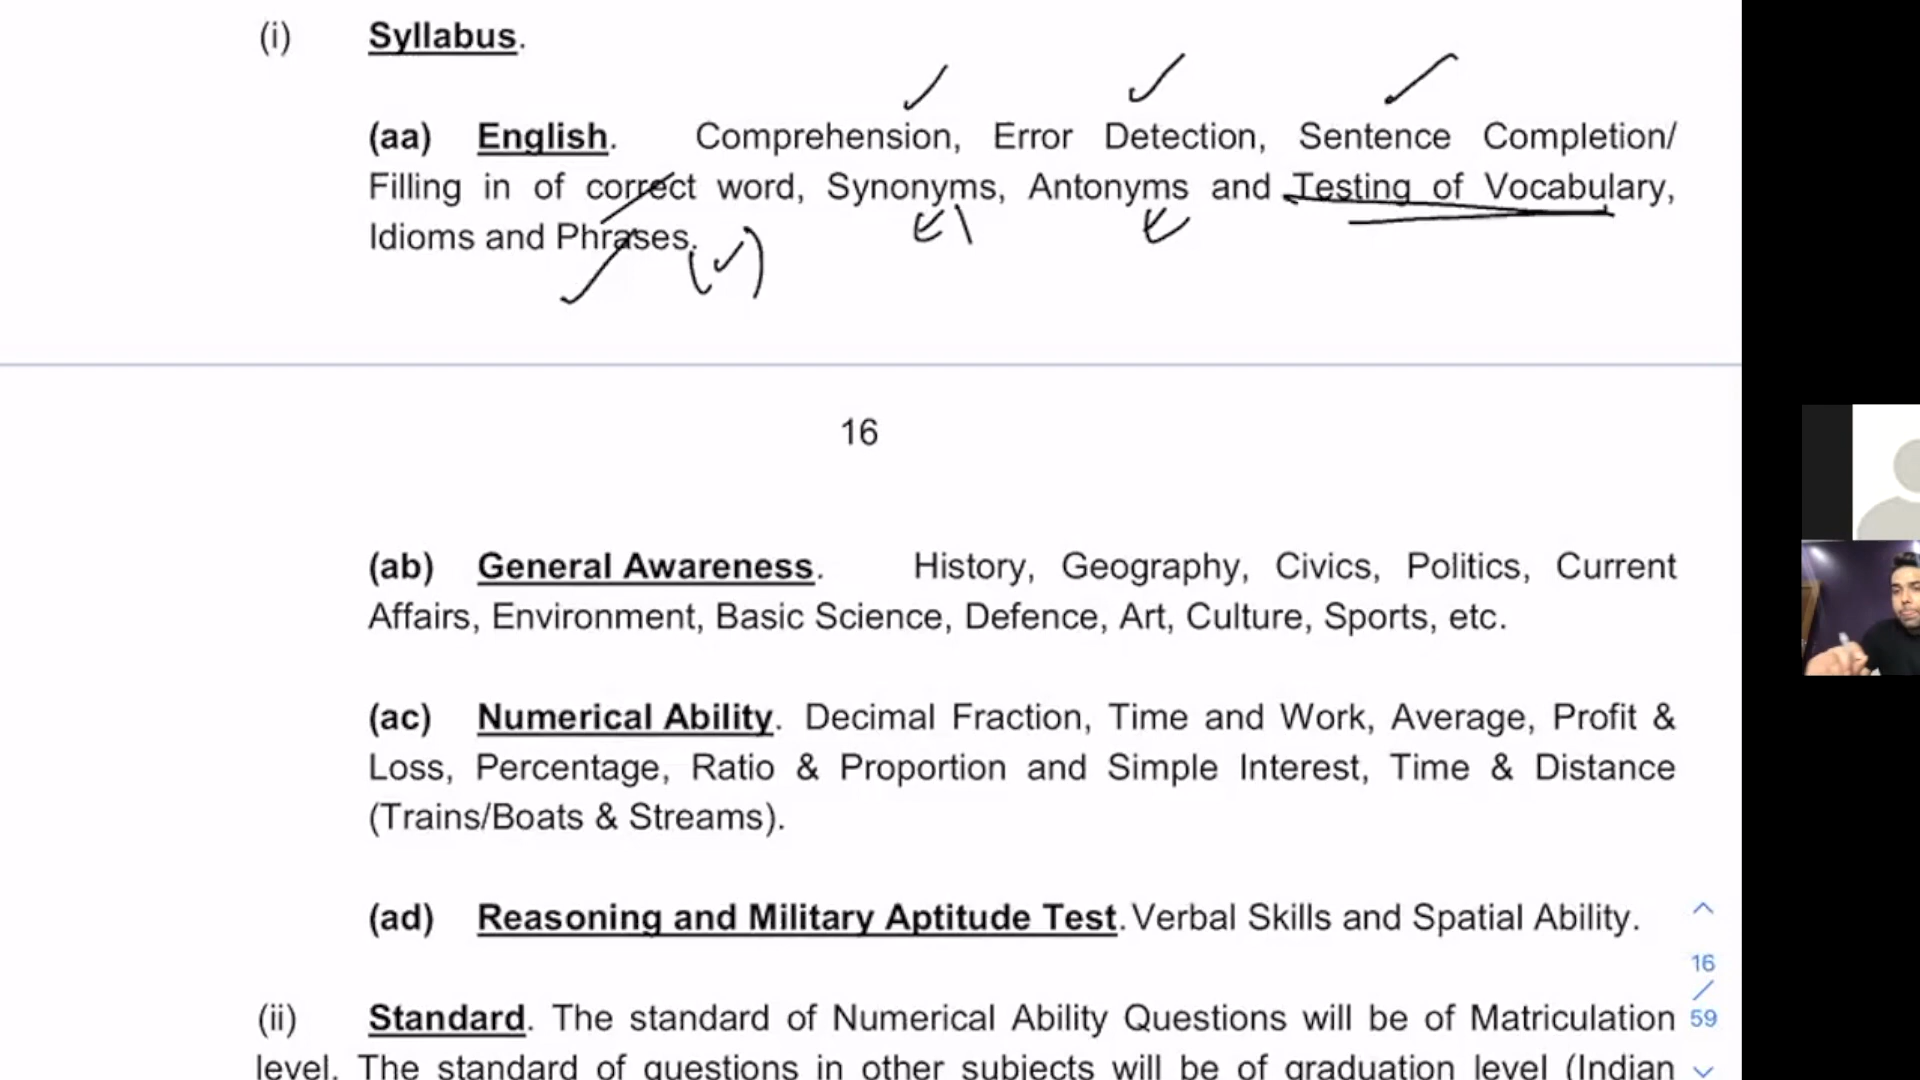 (i) Syllabus.
(aa) English. Comprehension, Error Detection, Sentence Completion/
Filling in of correct word, Synonyms, Antonyms and Testing of Vocabulary,
Idioms and Phrases.
16
(ab) General Awareness. History, Geography, Civics, Politics, Current
Affairs, Environment, Basic Science, Defence, Art, Culture, Sports, etc.
(ac) Numerical Ability. Decimal Fraction, Time and Work, Average, Profit &
Loss, Percentage, Ratio & Proportion and Simple Interest, Time & Distance
(Trains/Boats & Streams).
(ad) Reasoning and Military Aptitude Test. Verbal Skills and Spatial Ability.
16
/
59
(ii) Standard. The standard of Numerical Ability Questions will be of Matriculation
level. The standard of questions in other subjects will be of graduation level (Indian